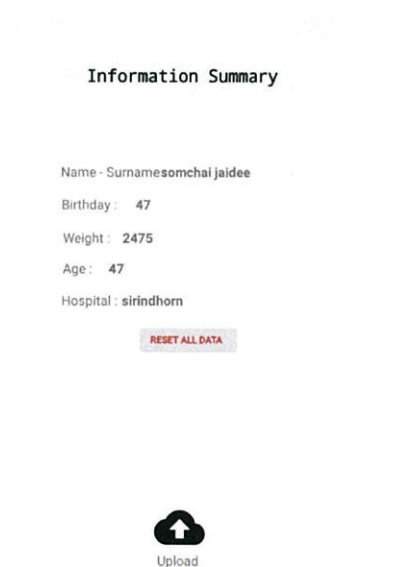 Information Summary
Name - Surnamesomchai jaidee
Birthday : 47
Weight : 2475
Age : 47
Hospital : sirindhorn
RESET ALL DATA
Upload